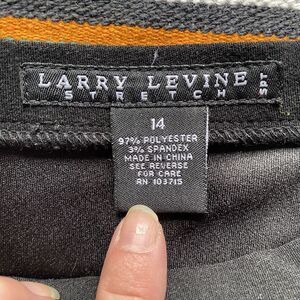 LARRY LEVINE
STRETCH
SPT
14
97% POLYESTER
3% SPANDEX
MADE IN CHINA
SEE REVERSE
FOR CARE
RN 103715